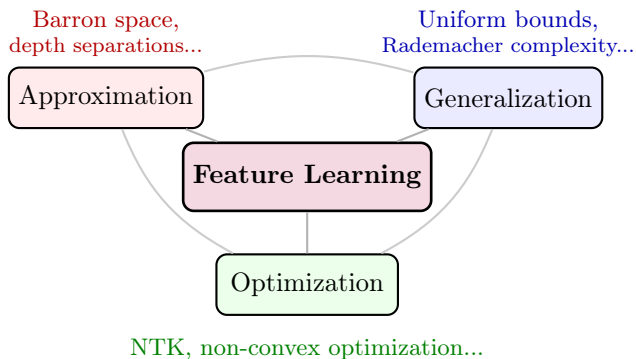 Barron space,
depth separations...
Uniform bounds,
Rademacher complexity...
Approximation
Generalization
Feature Learning
Optimization
NTK, non-convex optimization...